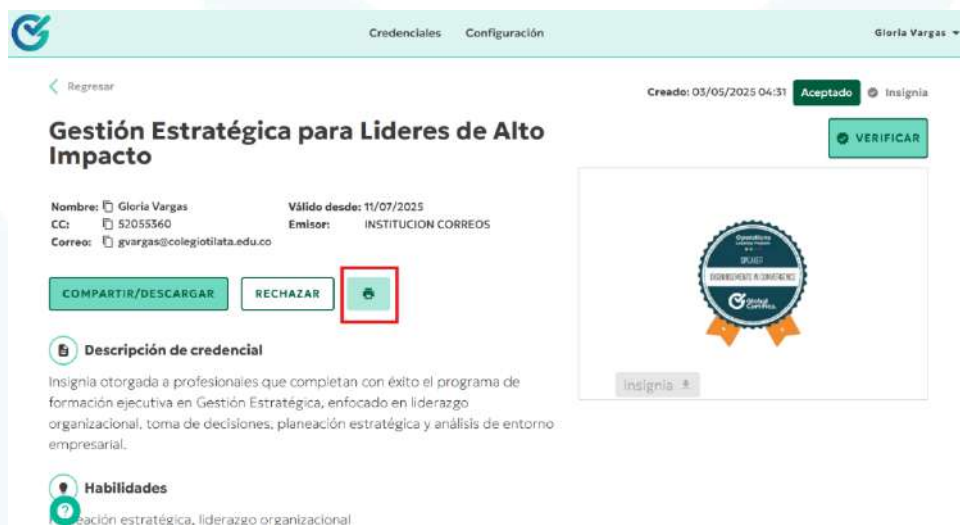 Credenciales Configuración Gloria Vargas
Regresar
Creado: 03/05/2025 04:31 Aceptado Insignia
Gestión Estratégica para Lideres de Alto
Impacto
VERIFICAR
Nombre: Gloria Vargas Válido desde: 11/07/2025
CC: 52055360 Emisor: INSTITUCION CORREOS
Correo: gvargas@colegiotilata.edu.co
COMPARTIR/DESCARGAR RECHAZAR
SPEAKER
Global
Insignia
Descripción de credencial
Insignia otorgada a profesionales que completan con éxito el programa de
formación ejecutiva en Gestión Estratégica, enfocado en liderazgo
organizacional, toma de decisiones, planeación estratégica y análisis de entorno
empresarial.
Habilidades
eación estratégica, liderazgo organizacional